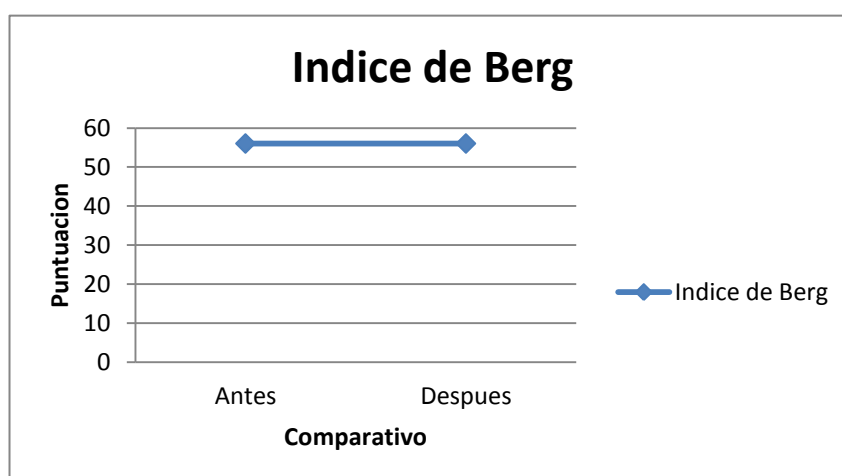 Indice de Berg
60
50
40
30
20
10
0
Puntuacion
Antes Despues
Comparativo
Indice de Berg